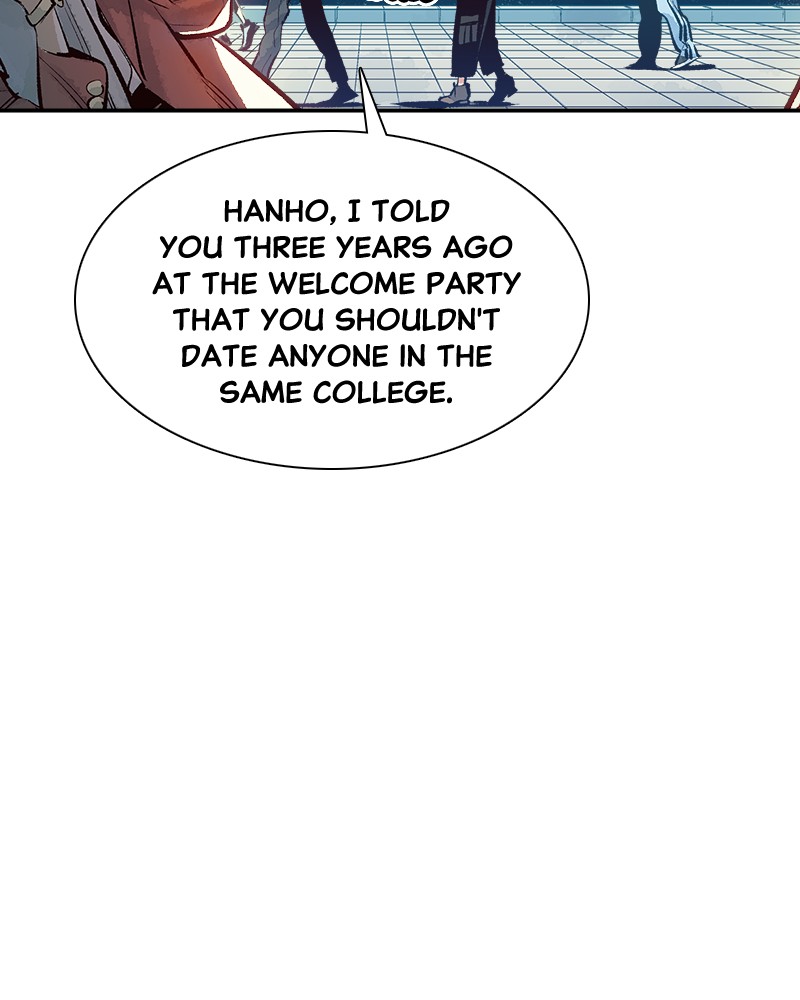 HANHO, I TOLD
YOU THREE YEARS AGO
AT THE WELCOME PARTY
THAT YOU SHOULDN'T
DATE ANYONE IN THE
SAME COLLEGE.